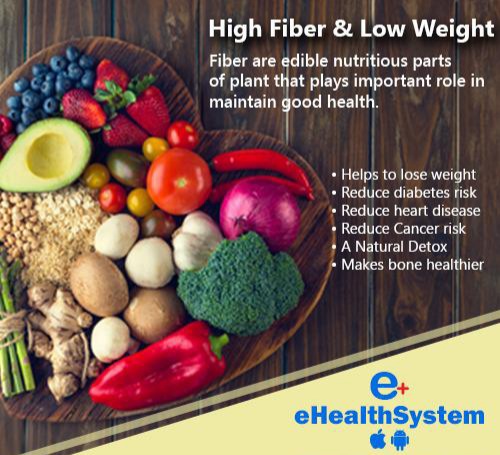 High Fiber & Low Weight
Fiber are edible nutritious parts
of plant that plays important role in
maintain good health.
• Helps to lose weight
• Reduce diabetes risk
• Reduce heart disease
• Reduce Cancer risk
• A Natural Detox
• Makes bone healthier
e+
eHealthSystem